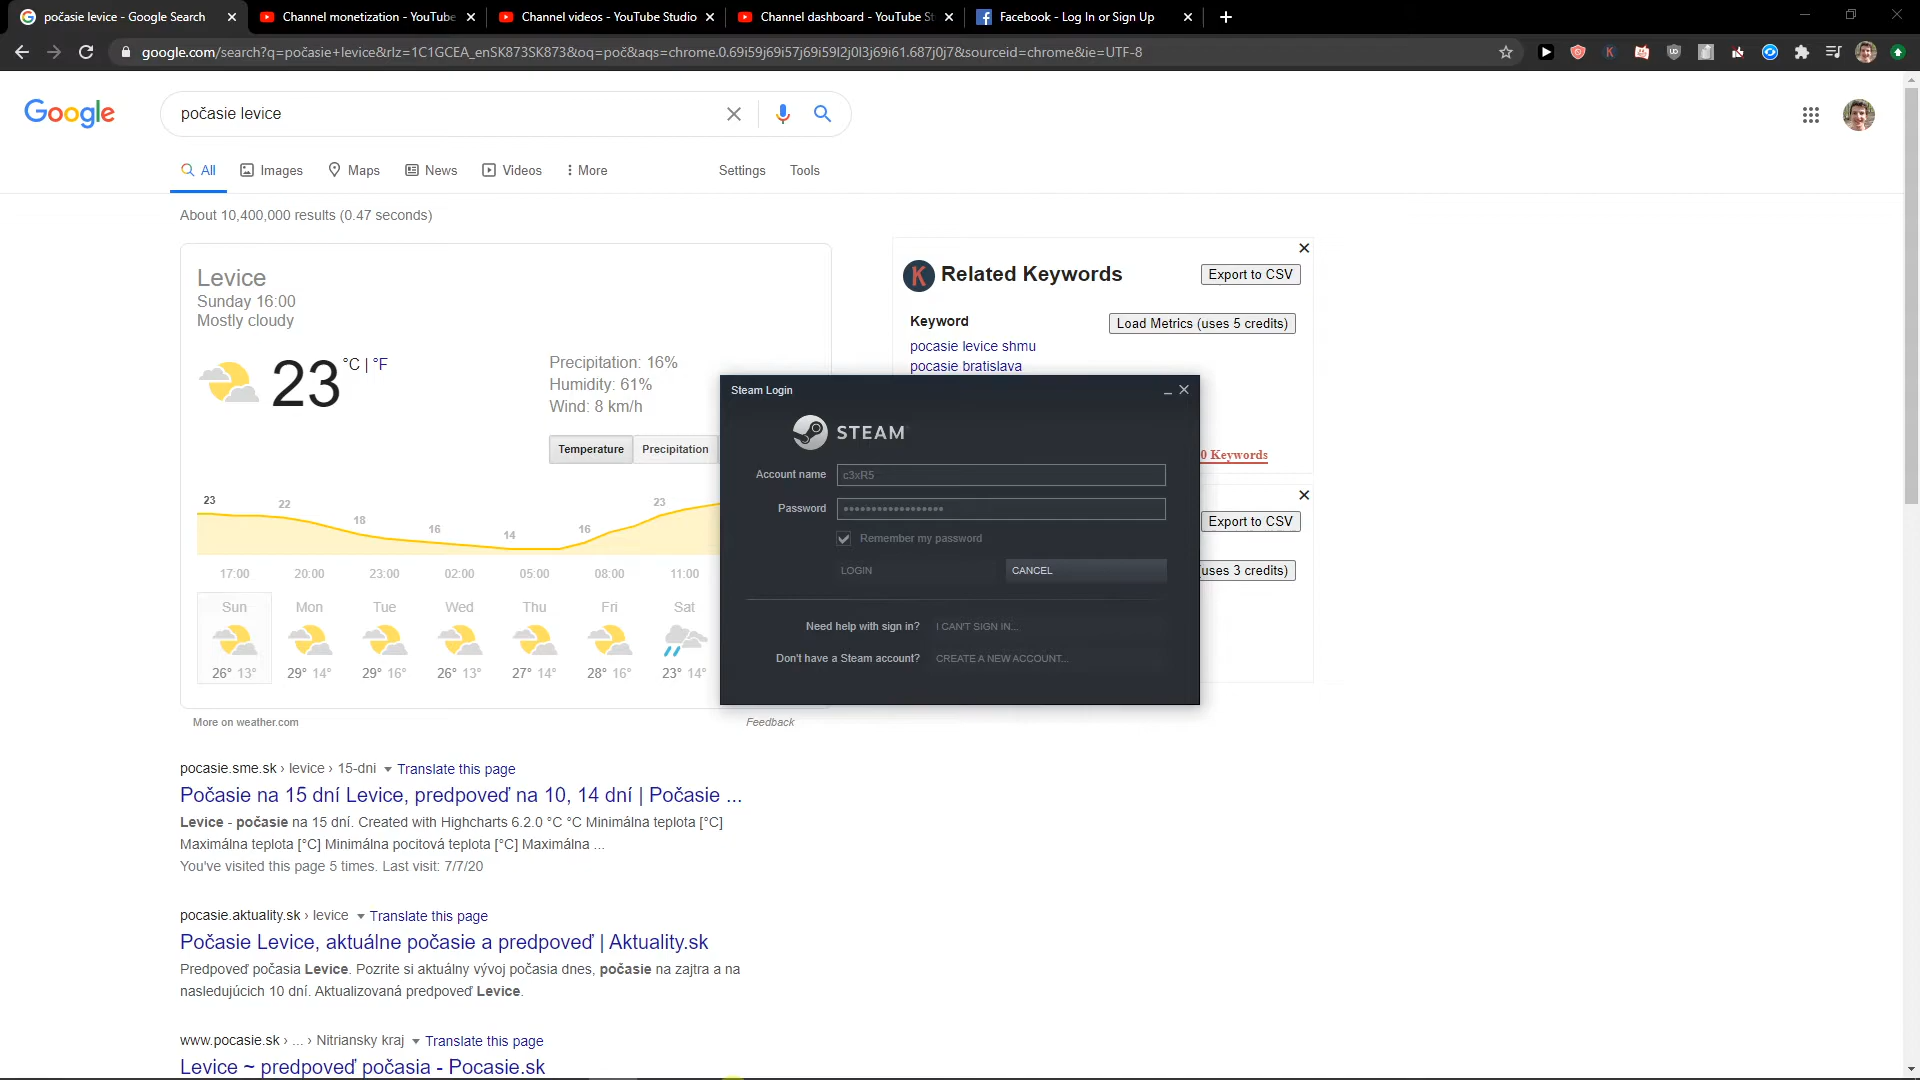 počasie levice - Google Search
Channel monetization - YouTube
Channel videos - YouTube Studio
Channel dashboard - YouTube St
Facebook - Log In or Sign Up
google.com/search?q=počasie+levice&rlz=1C1GCEA_enSK873SK873&oq=poč&aqs=chrome.0.69i59j69i57j69i59l2j0l3j69i61.687j0j7&sourceid=chrome&ie=UTF-8
Google
počasie levice
All
Images
Maps
News
Videos
More
Settings
Tools
About 10,400,000 results (0.47 seconds)
Levice
Sunday 16:00
Mostly cloudy
23 °C | °F
Precipitation: 16%
Humidity: 61%
Wind: 8 km/h
Temperature
Precipitation
23 22 18 16 14 16 23
17:00 20:00 23:00 02:00 05:00 08:00 11:00
Sun Mon Tue Wed Thu Fri Sat
26° 13° 29° 14° 29° 16° 26° 13° 27° 14° 28° 16° 23° 14°
More on weather.com
Feedback
K Related Keywords
Export to CSV
Keyword
Load Metrics (uses 5 credits)
pocasie levice shmu
pocasie bratislava
0 Keywords
Export to CSV
uses 3 credits)
Steam Login
STEAM
Account name
c3xR5
Password
Remember my password
LOGIN
CANCEL
Need help with sign in?
I CAN'T SIGN IN...
Don't have a Steam account?
CREATE A NEW ACCOUNT...
pocasie.sme.sk › levice › 15-dni
Translate this page
Počasie na 15 dní Levice, predpoveď na 10, 14 dní | Počasie ...
Levice - počasie na 15 dní. Created with Highcharts 6.2.0 °C °C Minimálna teplota [°C]
Maximálna teplota [°C] Minimálna pocitová teplota [°C] Maximálna ...
You've visited this page 5 times. Last visit: 7/7/20
pocasie.aktuality.sk › levice
Translate this page
Počasie Levice, aktuálne počasie a predpoveď | Aktuality.sk
Predpoveď počasia Levice. Pozrite si aktuálny vývoj počasia dnes, počasie na zajtra a na
nasledujúcich 10 dní. Aktualizovaná predpoveď Levice.
www.pocasie.sk › ... › Nitriansky kraj
Translate this page
Levice ~ predpoveď počasia - Pocasie.sk